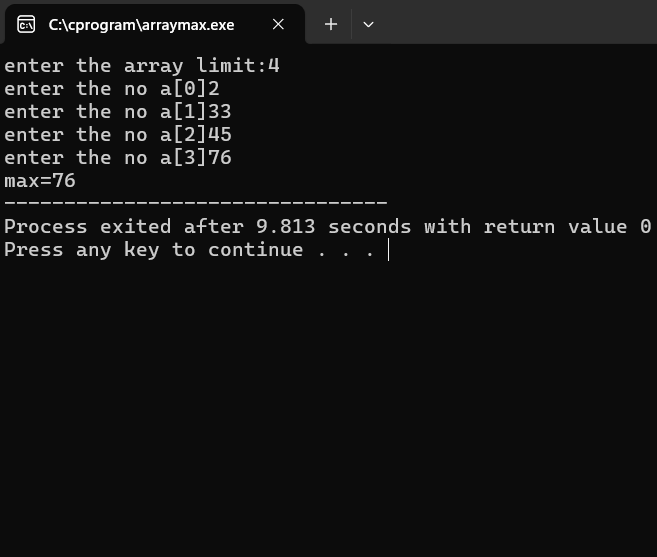 C:\cprogram\arraymax.exe
enter the array limit:4
enter the no a[0]2
enter the no a[1]33
enter the no a[2]45
enter the no a[3]76
max=76
--------------------------------
Process exited after 9.813 seconds with return value 0
Press any key to continue . . .